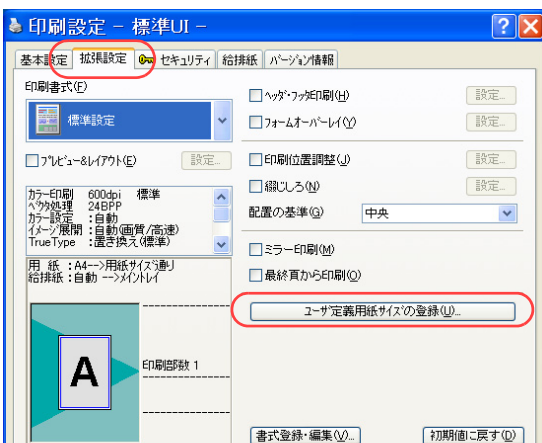 印刷設定 - 標準UI -
基本設定 拡張設定 セキュリティ 給排紙 バージョン情報
印刷書式(F)
標準設定
プレビュー&レイアウト(E) 設定...
カラー印刷 600dpi 標準
ベクタ処理 24BPP
カラー設定 :自動
イメージ展開 :自動(画質/高速)
TrueType :置き換え(標準)
用 紙 :A4-->用紙サイズ通り
給排紙 :自動 -->メイントレイ
A
印刷部数 1
ヘッダ・フッタ印刷(H) 設定...
フォームオーバーレイ(Y) 設定...
印刷位置調整(J) 設定...
綴じしろ(N) 設定...
配置の基準(G) 中央
ミラー印刷(M)
最終頁から印刷(O)
ユーザ定義用紙サイズの登録(U)...
書式登録・編集(V)... 初期値に戻す(D)